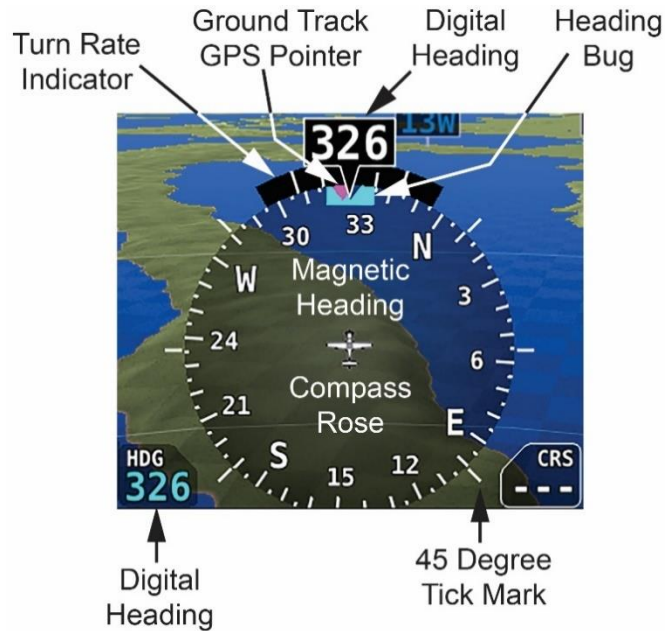 Ground Track
GPS Pointer
Digital
Heading
Heading
Bug
Turn Rate
Indicator
13W
326
30
33
N
W
3
Magnetic
Heading
24
6
Compass
Rose
21
E
S
15
12
HDG
326
CRS
---
Digital
Heading
45 Degree
Tick Mark